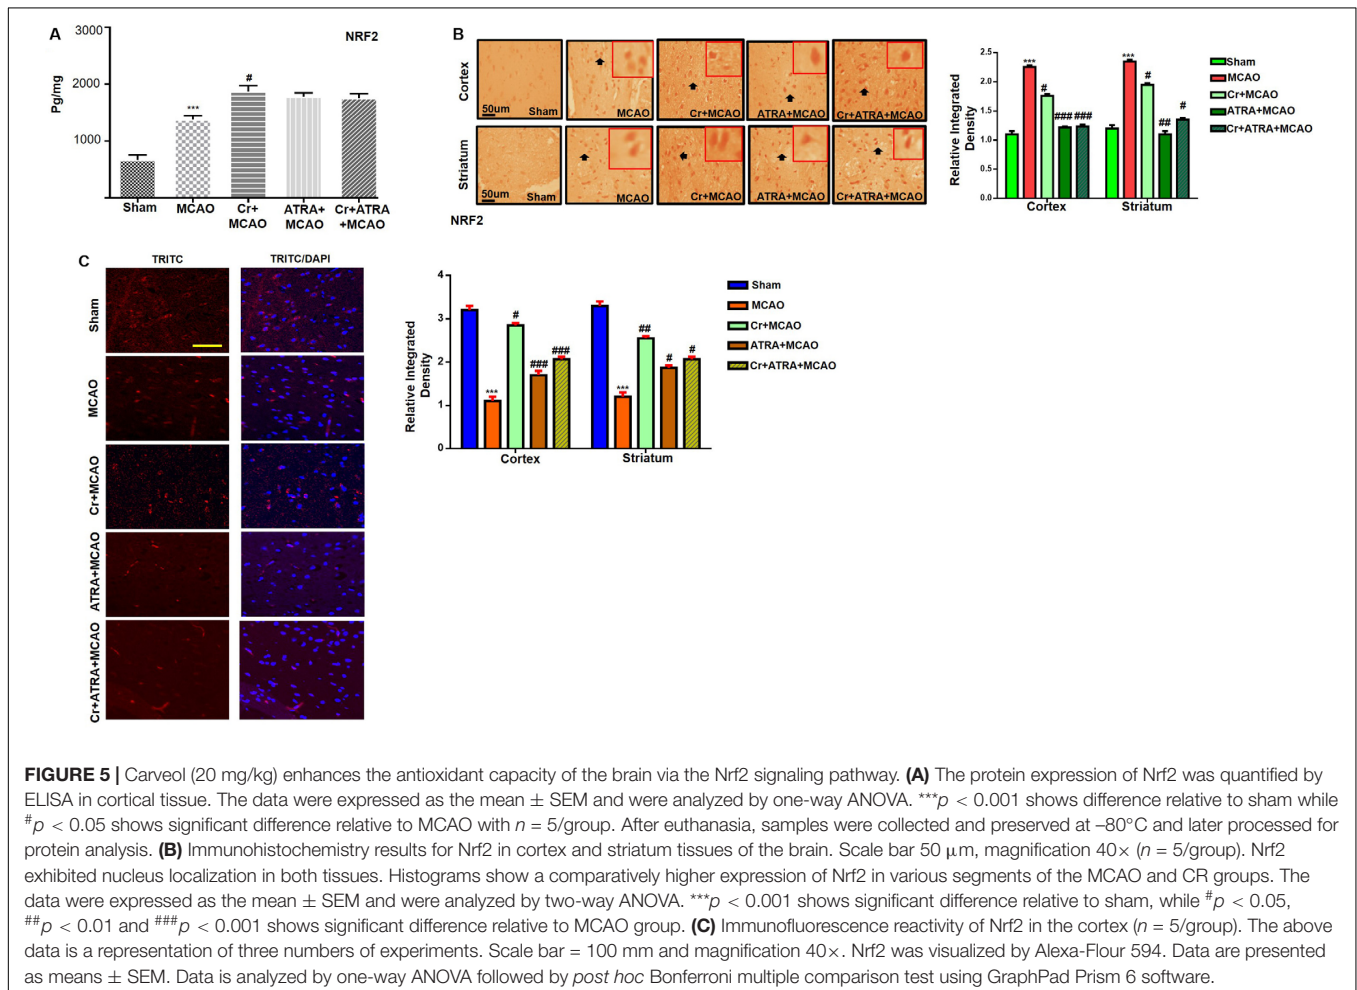 A
NRF2
Pg/mg
3000
2000
1000
***
#
Sham
MCAO
Cr+
MCAO
ATRA+
MCAO
Cr+ATRA
+MCAO
B
Cortex
50um
Sham
MCAO
Cr+MCAO
ATRA+MCAO
Cr+ATRA+MCAO
Striatum
50um
Sham
MCAO
Cr+MCAO
ATRA+MCAO
Cr+ATRA+MCAO
NRF2
Relative Integrated
Density
2.5
2.0
1.5
1.0
0.5
0.0
***
#
###
###
***
#
##
#
Cortex
Striatum
Sham
MCAO
Cr+MCAO
ATRA+MCAO
Cr+ATRA+MCAO
C
TRITC
TRITC/DAPI
Sham
MCAO
Cr+MCAO
ATRA+MCAO
Cr+ATRA+MCAO
Relative Integrated
Density
4
3
2
1
0
***
#
###
###
***
##
#
#
Cortex
Striatum
Sham
MCAO
Cr+MCAO
ATRA+MCAO
Cr+ATRA+MCAO
FIGURE 5 | Carveol (20 mg/kg) enhances the antioxidant capacity of the brain via the Nrf2 signaling pathway. (A) The protein expression of Nrf2 was quantified by
ELISA in cortical tissue. The data were expressed as the mean ± SEM and were analyzed by one-way ANOVA. ***p < 0.001 shows difference relative to sham while
#p < 0.05 shows significant difference relative to MCAO with n = 5/group. After euthanasia, samples were collected and preserved at –80°C and later processed for
protein analysis. (B) Immunohistochemistry results for Nrf2 in cortex and striatum tissues of the brain. Scale bar 50 μm, magnification 40× (n = 5/group). Nrf2
exhibited nucleus localization in both tissues. Histograms show a comparatively higher expression of Nrf2 in various segments of the MCAO and CR groups. The
data were expressed as the mean ± SEM and were analyzed by two-way ANOVA. ***p < 0.001 shows significant difference relative to sham, while #p < 0.05,
##p < 0.01 and ###p < 0.001 shows significant difference relative to MCAO group. (C) Immunofluorescence reactivity of Nrf2 in the cortex (n = 5/group). The above
data is a representation of three numbers of experiments. Scale bar = 100 mm and magnification 40×. Nrf2 was visualized by Alexa-Flour 594. Data are presented
as means ± SEM. Data is analyzed by one-way ANOVA followed by post hoc Bonferroni multiple comparison test using GraphPad Prism 6 software.